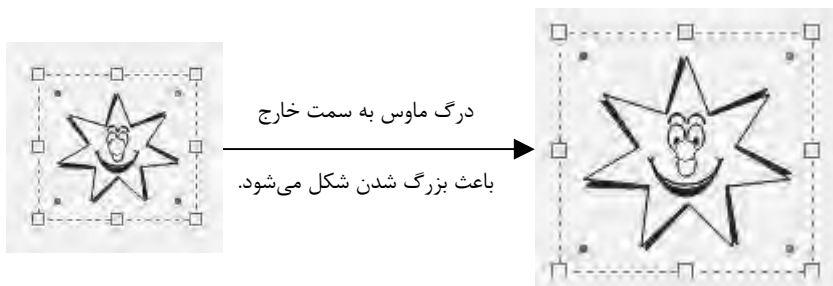 درگ ماوس به سمت خارج
باعث بزرگ شدن شکل می‌شود.